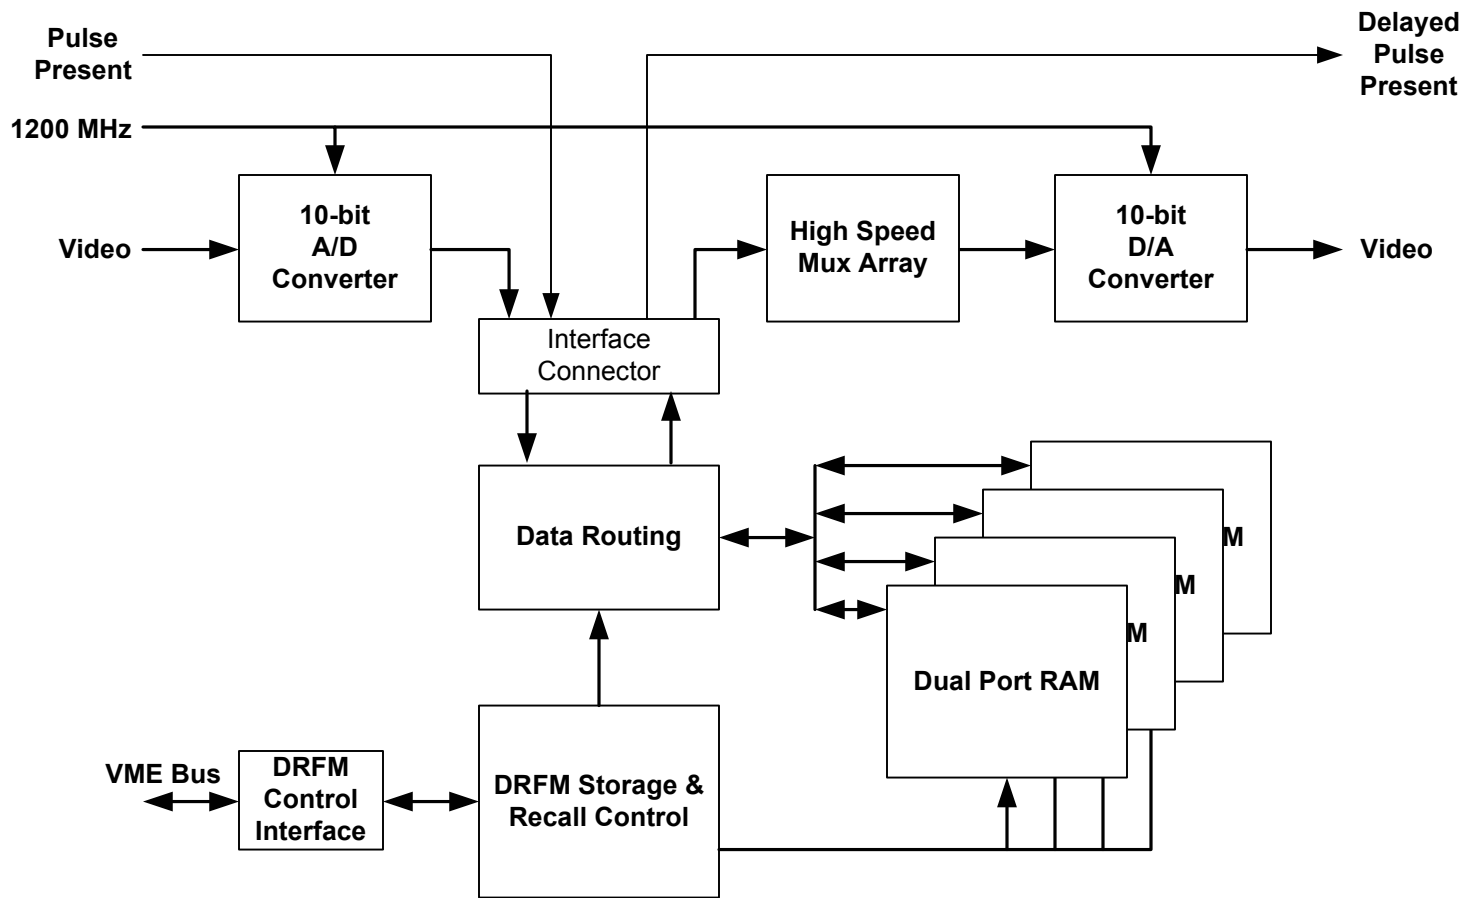 Pulse
Present
Delayed
Pulse
Present
1200 MHz
Video
10-bit
A/D
Converter
High Speed
Mux Array
10-bit
D/A
Converter
Video
Interface
Connector
Data Routing
M
M
M
Dual Port RAM
VME Bus
DRFM
Control
Interface
DRFM Storage &
Recall Control